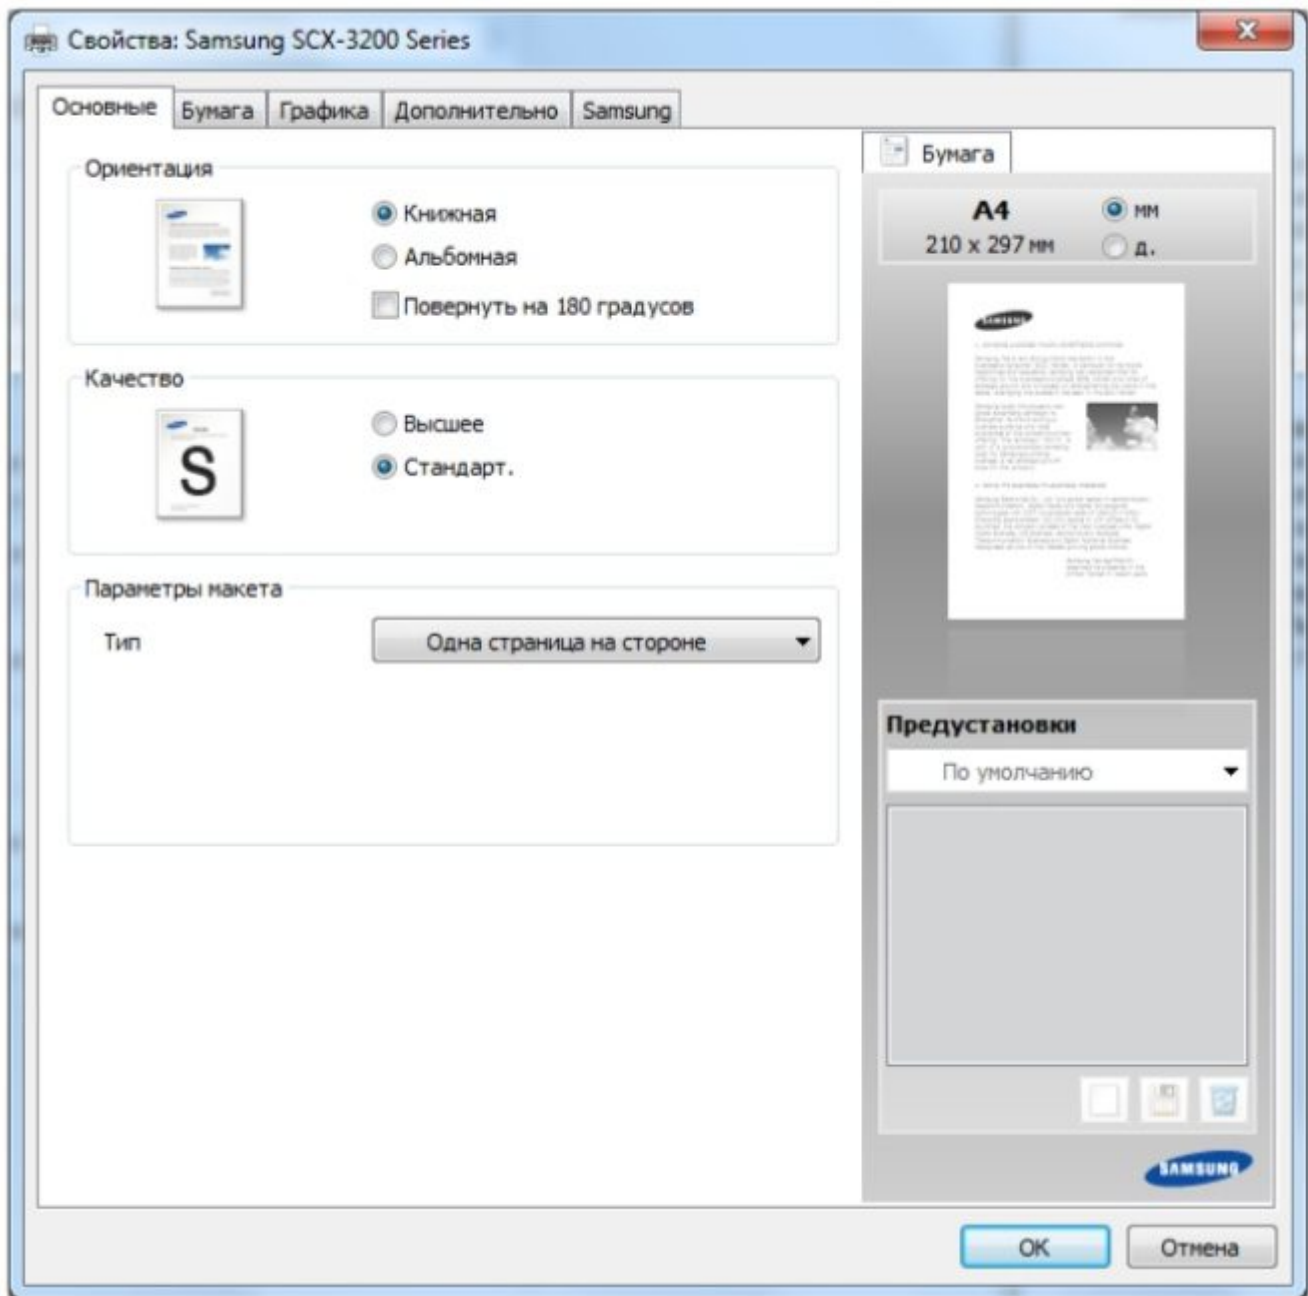 Свойства: Samsung SCX-3200 Series
Основные Бумага Графика Дополнительно Samsung
Ориентация
Книжная
Альбомная
Повернуть на 180 градусов
Качество
S
Высшее
Стандарт.
Параметры макета
Тип
Одна страница на стороне
Бумага
A4
мм
210 x 297 мм
д.
SAMSUNG
Предустановки
По умолчанию
SAMSUNG
OK
Отмена